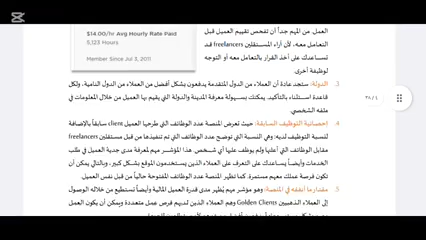 $14.00/hr Avg Hourly Rate Paid
5,123 Hours
Member Since Jul 3, 2011
العمل. من المهم جداً أن تفحص تقييم العميل قبل
التعامل معه، لأن آراء المستقلين freelancers قد
تساعدك على أخذ القرار بالتعامل معه أو التوجه
لوظيفة أخرى.
3. الدولة: ستجد عادة أن العملاء من الدول المتقدمة يدفعون بشكل أفضل من العملاء من الدول النامية، ولكل
قاعدة استثناء بالتأكيد. يمكنك بسهولة معرفة المدينة والدولة التي يقيم بها العميل من خلال المعلومات في
ملفه الشخصي.
4. إحصائية التوظيف السابقة: حيث تعرض المنصة عدد الوظائف التي طرحها العميل client سابقاً بالإضافة
لنسبة التوظيف لديه: وهي النسبة التي توضح عدد الوظائف التي تم تنفيذها من قبل مستقلين freelancers
مقابل الوظائف التي أعلنها ولم يوظف عليها أي شخص. هذا المؤشر مهم لمعرفة مدى جدية العميل في طلب
الخدمات وأيضاً يساعدك على التعرف على العملاء الذين يستخدمون الموقع بشكل كبير، وبالتالي يمكن أن
تكون فرصة عملك معهم مستمرة. كما تظهر المنصة عدد الوظائف المفتوحة حالياً من قبل نفس العميل.
5. مقدار ما أنفقه في المنصة: وهو مؤشر مهم يُظهر مدى قدرة العميل المالية وأيضاً تستطيع من خلاله الوصول
إلى العملاء الذهبيين Golden Clients وهم العملاء الذين لديهم فرص عمل متعددة ويمكن أن يكون العمل
CapCut